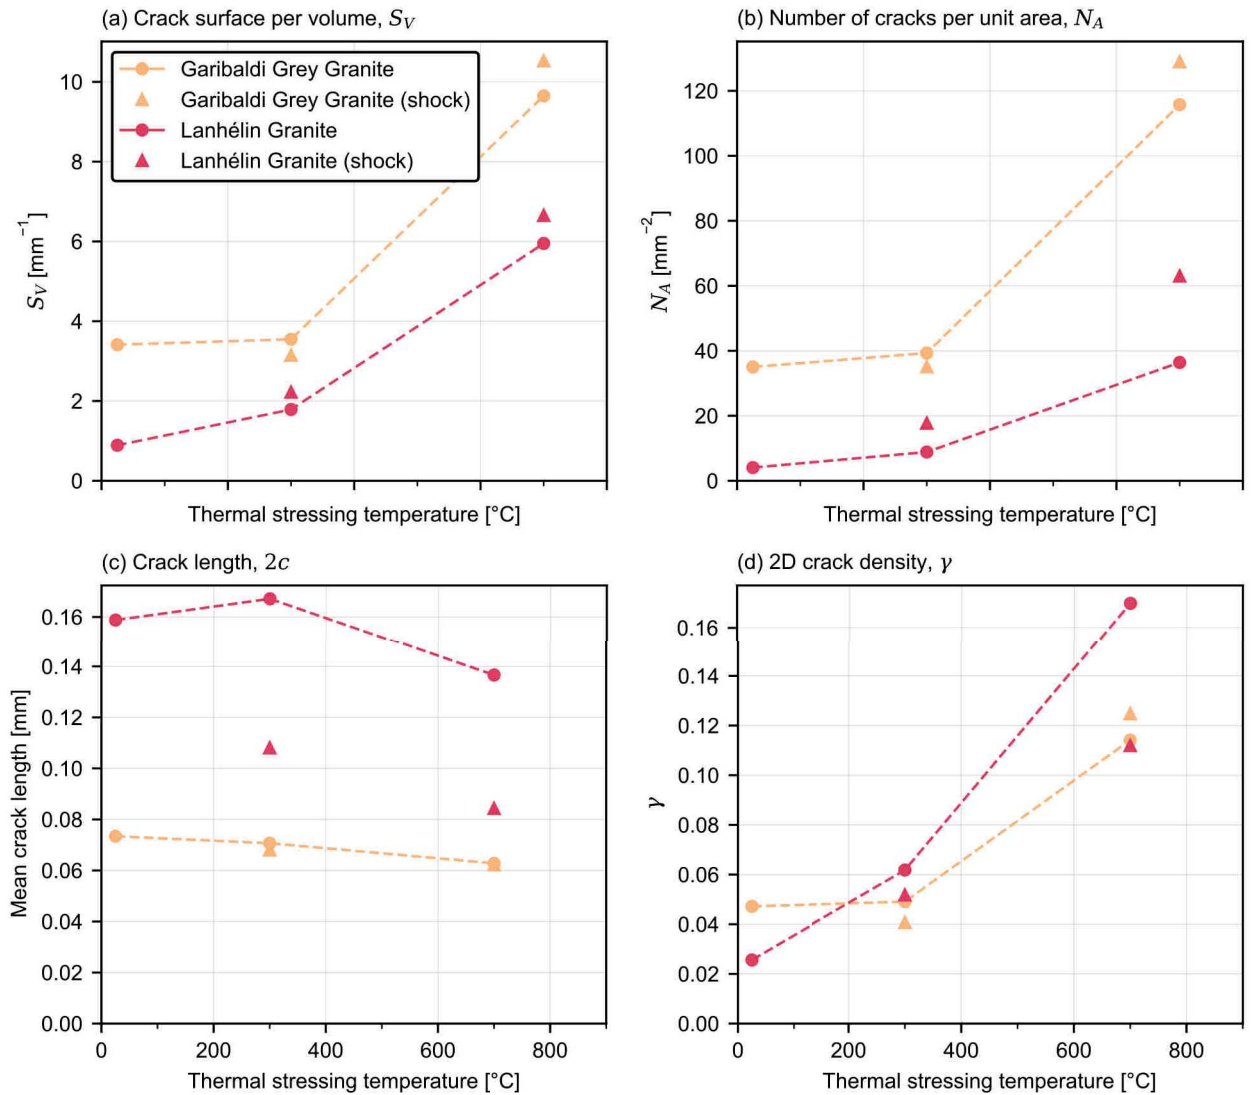 (a) Crack surface per volume, S_V
10
8
6
4
2
0
S_V [mm⁻¹]
Garibaldi Grey Granite
Garibaldi Grey Granite (shock)
Lanhélin Granite
Lanhélin Granite (shock)
Thermal stressing temperature [°C]
(b) Number of cracks per unit area, N_A
120
100
80
60
40
20
0
N_A [mm⁻²]
Thermal stressing temperature [°C]
(c) Crack length, 2c
0.16
0.14
0.12
0.10
0.08
0.06
0.04
0.02
0.00
Mean crack length [mm]
0 200 400 600 800
Thermal stressing temperature [°C]
(d) 2D crack density, γ
0.16
0.14
0.12
0.10
0.08
0.06
0.04
0.02
0.00
γ
0 200 400 600 800
Thermal stressing temperature [°C]